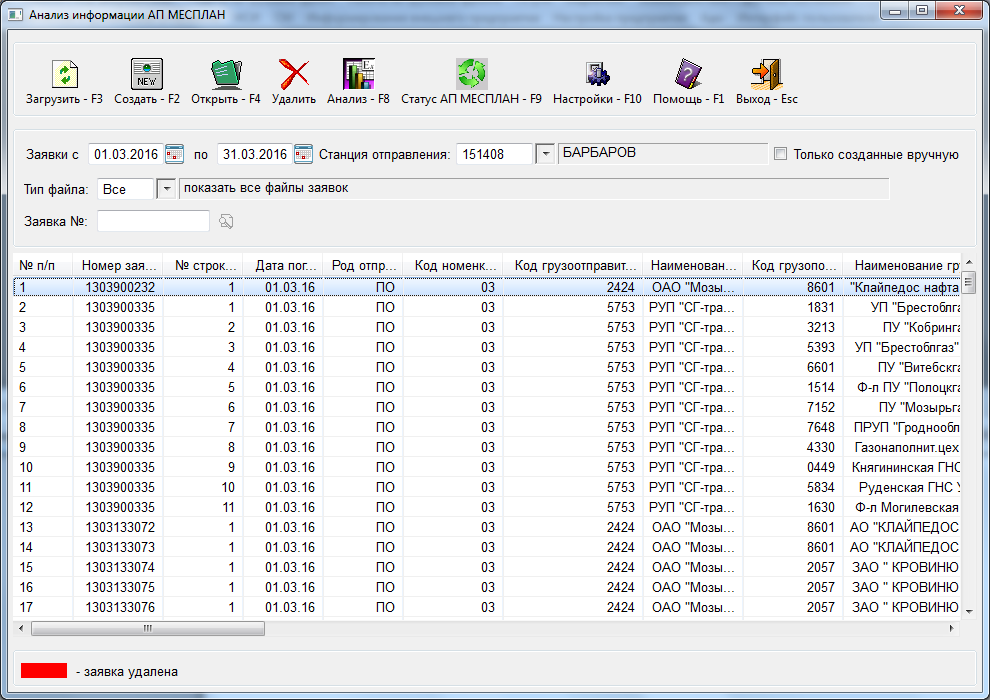 Анализ информации АП МЕСПЛАН
Загрузить - F3 Создать - F2 Открыть - F4 Удалить Анализ - F8 Статус АП МЕСПЛАН - F9 Настройки - F10 Помощь - F1 Выход - Esc
NEW
Заявки с 01.03.2016 по 31.03.2016 Станция отправления: 151408 БАРБАРОВ Только созданные вручную
Тип файла: Все показать все файлы заявок
Заявка №:
№ п/п Номер зая... № строк... Дата пог... Род отпр... Код номенк... Код грузоотправит... Наименован... Код грузопо... Наименование гр
1 1303900232 1 01.03.16 ПО 03 2424 ОАО "Мозы... 8601 "Клайпедос нафта
2 1303900335 1 01.03.16 ПО 03 5753 РУП "СГ-тра... 1831 УП "Брестоблга
3 1303900335 2 01.03.16 ПО 03 5753 РУП "СГ-тра... 3213 ПУ "Кобринга
4 1303900335 3 01.03.16 ПО 03 5753 РУП "СГ-тра... 5393 УП "Брестоблгаз"
5 1303900335 4 01.03.16 ПО 03 5753 РУП "СГ-тра... 6601 ПУ "Витебскга
6 1303900335 5 01.03.16 ПО 03 5753 РУП "СГ-тра... 1514 Ф-л ПУ "Полоцкга
7 1303900335 6 01.03.16 ПО 03 5753 РУП "СГ-тра... 7152 ПУ "Мозырьга
8 1303900335 7 01.03.16 ПО 03 5753 РУП "СГ-тра... 7648 ПРУП "Гроднообл
9 1303900335 8 01.03.16 ПО 03 5753 РУП "СГ-тра... 4330 Газонаполнит.цех
10 1303900335 9 01.03.16 ПО 03 5753 РУП "СГ-тра... 0449 Княгининская ГНС
11 1303900335 10 01.03.16 ПО 03 5753 РУП "СГ-тра... 5834 Руденская ГНС У
12 1303900335 11 01.03.16 ПО 03 5753 РУП "СГ-тра... 1630 Ф-л Могилевская
13 1303133072 1 01.03.16 ПО 03 2424 ОАО "Мозы... 8601 АО "КЛАЙПЕДОС
14 1303133073 1 01.03.16 ПО 03 2424 ОАО "Мозы... 8601 АО "КЛАЙПЕДОС
15 1303133074 1 01.03.16 ПО 03 2424 ОАО "Мозы... 2057 ЗАО " КРОВИНЮ
16 1303133075 1 01.03.16 ПО 03 2424 ОАО "Мозы... 2057 ЗАО " КРОВИНЮ
17 1303133076 1 01.03.16 ПО 03 2424 ОАО "Мозы... 2057 ЗАО " КРОВИНЮ
- заявка удалена